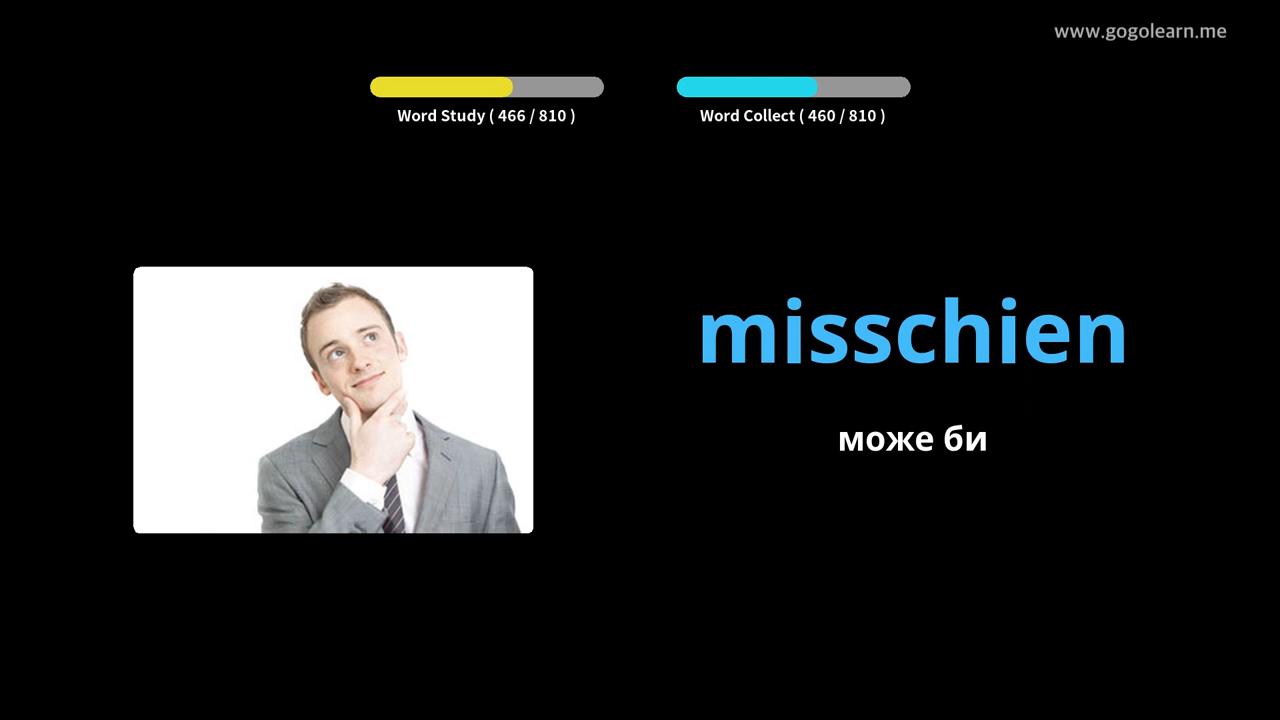 www.gogolearn.me
Word Study ( 466 / 810 )
Word Collect ( 460 / 810 )
misschien
може би